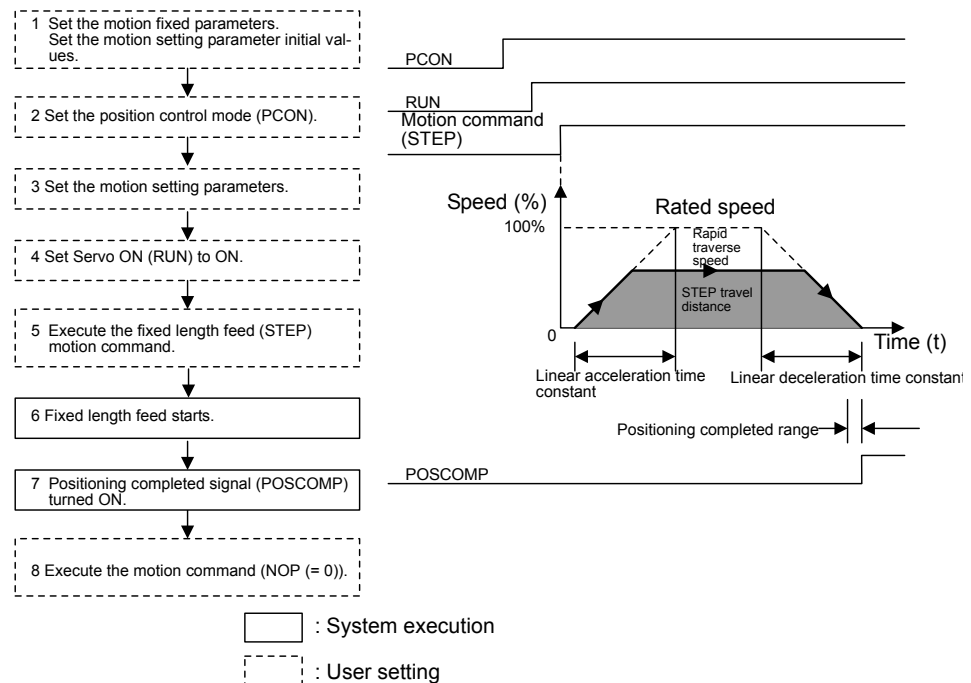 1 Set the motion fixed parameters.
Set the motion setting parameter initial val-
ues.
2 Set the position control mode (PCON).
3 Set the motion setting parameters.
4 Set Servo ON (RUN) to ON.
5 Execute the fixed length feed (STEP)
motion command.
6 Fixed length feed starts.
7 Positioning completed signal (POSCOMP)
turned ON.
8 Execute the motion command (NOP (= 0)).
PCON
RUN
Motion command
(STEP)
Speed (%)
Rated speed
100%
Rapid
traverse
speed
STEP travel
distance
0
Time (t)
Linear acceleration time
constant
Linear deceleration time constant
Positioning completed range
POSCOMP
: System execution
: User setting